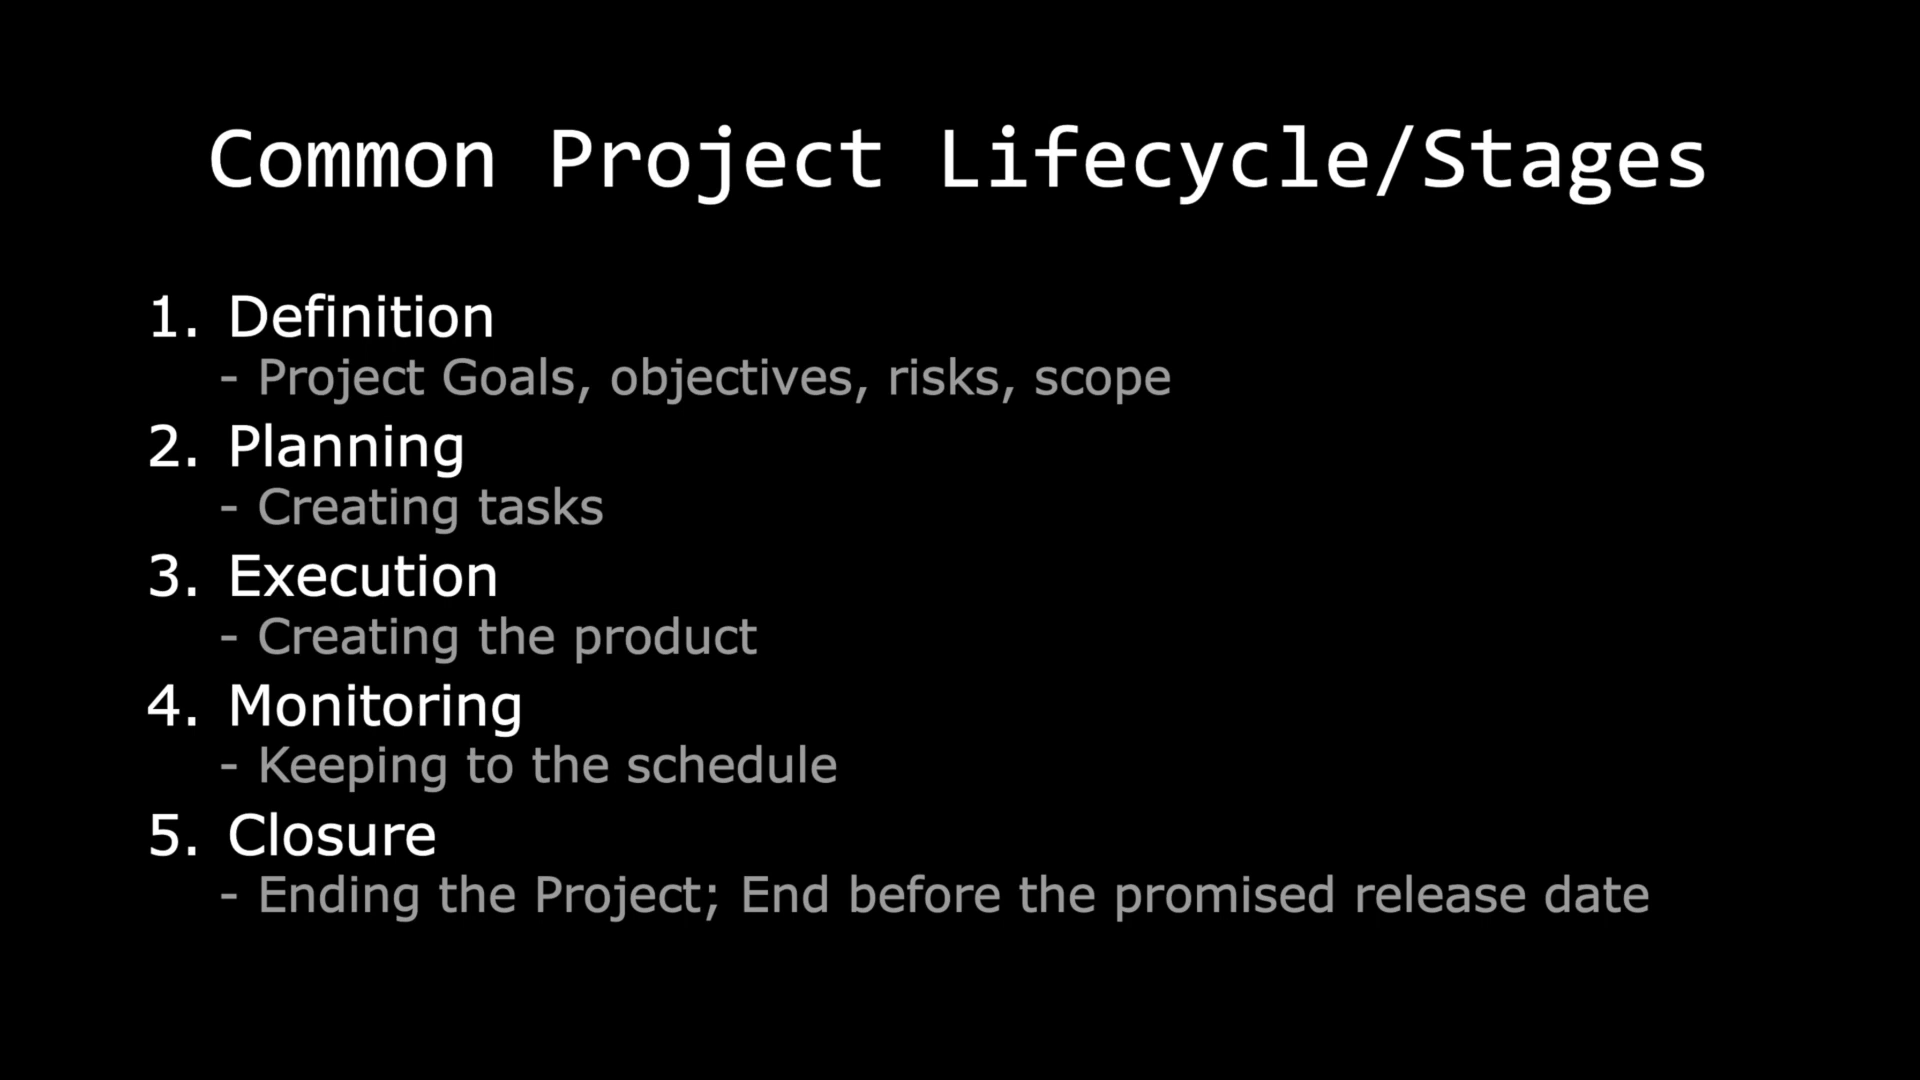 Common Project Lifecycle/Stages
1. Definition
- Project Goals, objectives, risks, scope
2. Planning
- Creating tasks
3. Execution
- Creating the product
4. Monitoring
- Keeping to the schedule
5. Closure
- Ending the Project; End before the promised release date